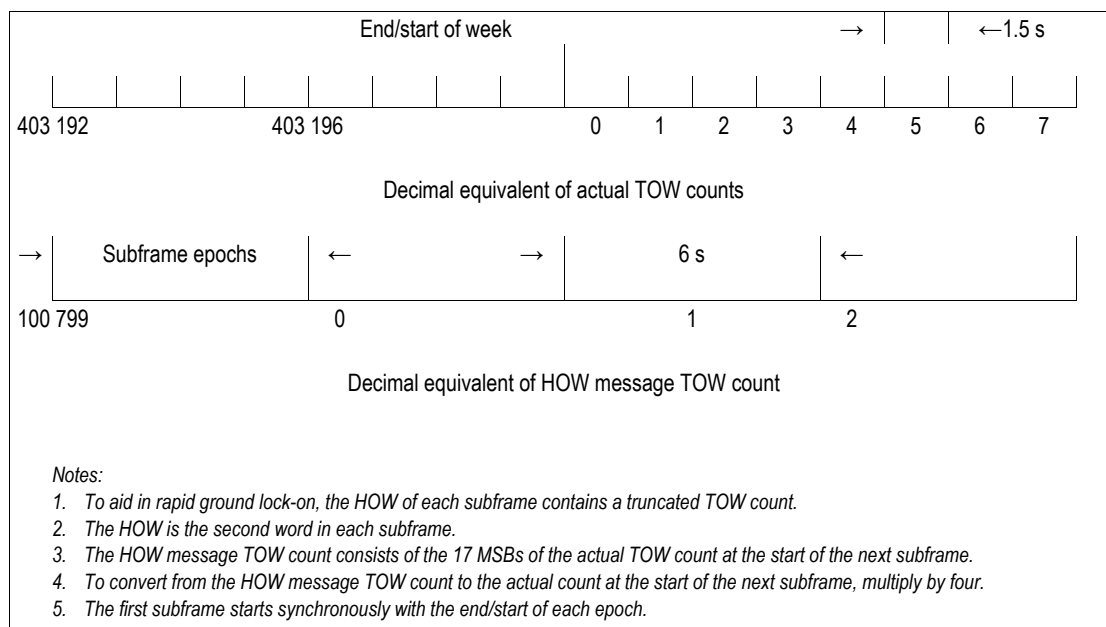 End/start of week → ←1.5 s
403 192 403 196 0 1 2 3 4 5 6 7
Decimal equivalent of actual TOW counts
→ Subframe epochs ← → 6 s ←
100 799 0 1 2
Decimal equivalent of HOW message TOW count
Notes:
1. To aid in rapid ground lock-on, the HOW of each subframe contains a truncated TOW count.
2. The HOW is the second word in each subframe.
3. The HOW message TOW count consists of the 17 MSBs of the actual TOW count at the start of the next subframe.
4. To convert from the HOW message TOW count to the actual count at the start of the next subframe, multiply by four.
5. The first subframe starts synchronously with the end/start of each epoch.